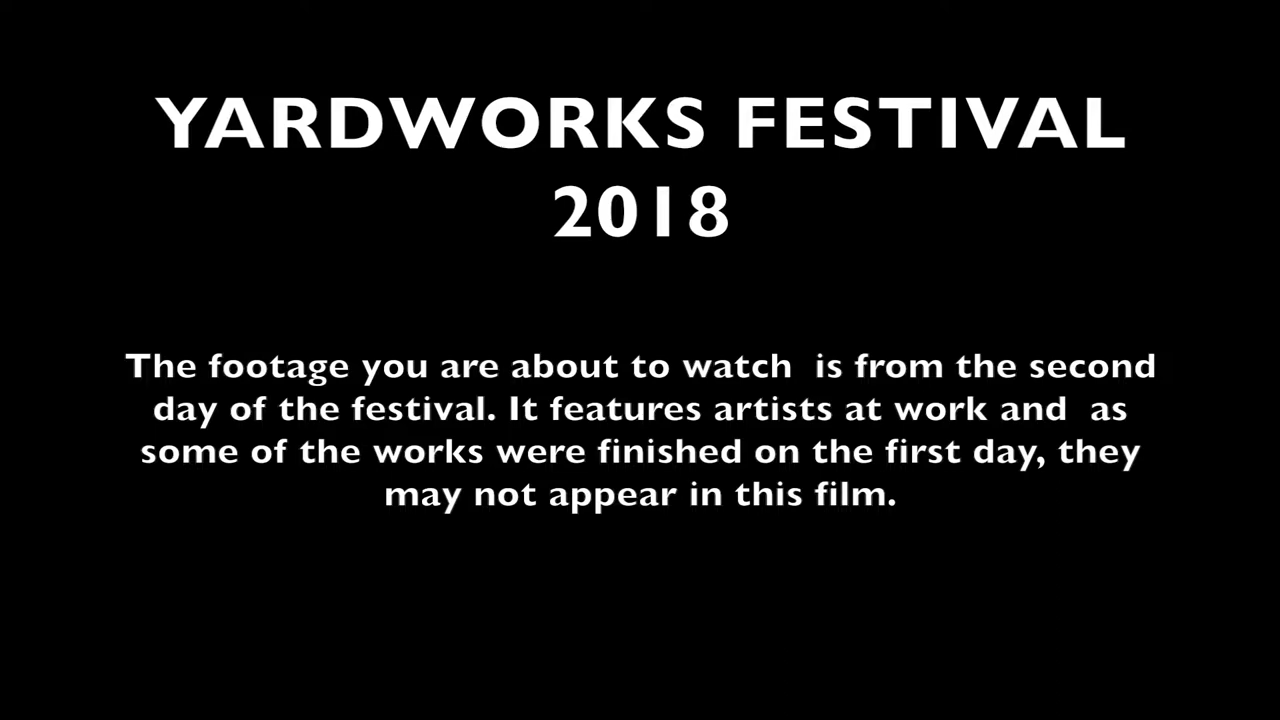 YARDWORKS FESTIVAL
2018
The footage you are about to watch  is from the second
day of the festival. It features artists at work and  as
some of the works were finished on the first day, they
may not appear in this film.